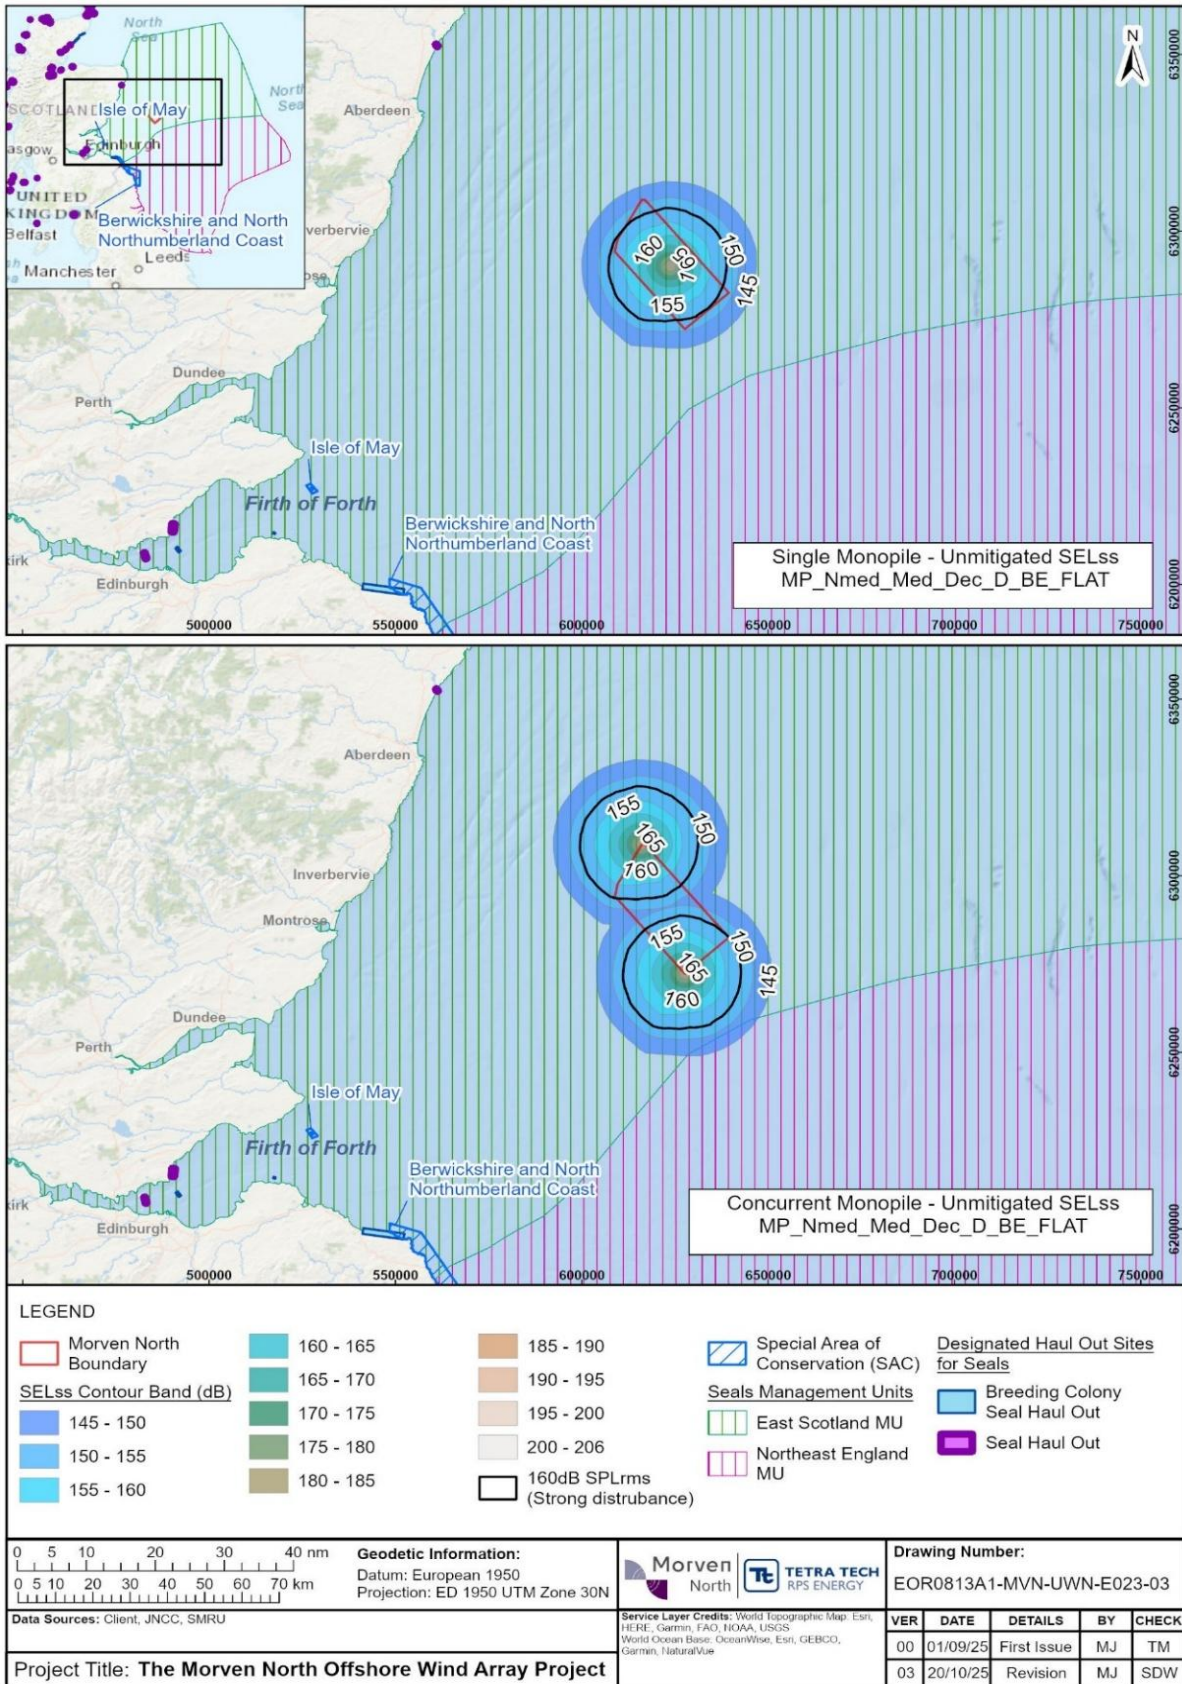 North
Sea
SCOTLAND
Isle of May
North
Sea
asgow
Edinburgh
UNITED
KINGDOM
Berwickshire and North
Northumberland Coast
Belfast
Leeds
Manchester
N
Aberdeen
verbervie
ose
Dundee
Perth
Isle of May
Firth of Forth
Berwickshire and North
Northumberland Coast
kirk
Edinburgh
160
165
150
155
145
6350000
6300000
6250000
6200000
Single Monopile - Unmitigated SELss
MP_Nmed_Med_Dec_D_BE_FLAT
500000 550000 600000 650000 700000 750000
Aberdeen
Inverbervie
Montrose
Dundee
Perth
Isle of May
Firth of Forth
Berwickshire and North
Northumberland Coast
kirk
Edinburgh
155
165
150
160
155
165
150
160
145
6350000
6300000
6250000
6200000
Concurrent Monopile - Unmitigated SELss
MP_Nmed_Med_Dec_D_BE_FLAT
500000 550000 600000 650000 700000 750000
LEGEND
Morven North
Boundary
SELss Contour Band (dB)
145 - 150
150 - 155
155 - 160
160 - 165
165 - 170
170 - 175
175 - 180
180 - 185
185 - 190
190 - 195
195 - 200
200 - 206
160dB SPLrms
(Strong distrubance)
Special Area of
Conservation (SAC)
Seals Management Units
East Scotland MU
Northeast England
MU
Designated Haul Out Sites
for Seals
Breeding Colony
Seal Haul Out
Seal Haul Out
0 5 10 20 30 40 nm
0 5 10 20 30 40 50 60 70 km
Geodetic Information:
Datum: European 1950
Projection: ED 1950 UTM Zone 30N
Data Sources: Client, JNCC, SMRU
Project Title: The Morven North Offshore Wind Array Project
Morven
North
Tt
TETRA TECH
RPS ENERGY
Service Layer Credits: World Topographic Map: Esri,
HERE, Garmin, FAO, NOAA, USGS
World Ocean Base: OceanWise, Esri, GEBCO,
Garmin, NaturalVue
Drawing Number:
EOR0813A1-MVN-UWN-E023-03
VER DATE DETAILS BY CHECK
00 01/09/25 First Issue MJ TM
03 20/10/25 Revision MJ SDW